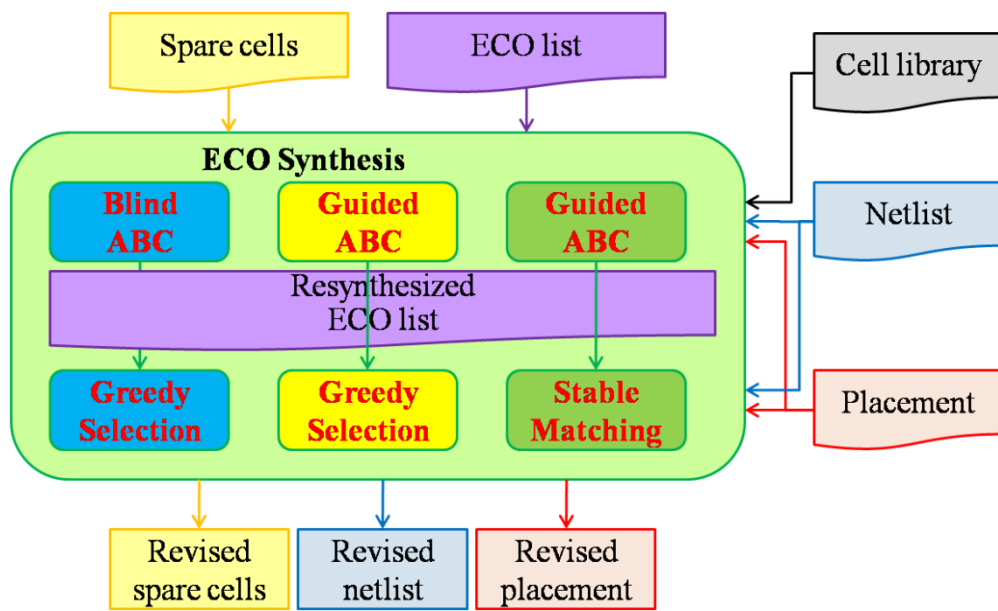 Spare cells
ECO list
Cell library
ECO Synthesis
Blind
ABC
Guided
ABC
Guided
ABC
Netlist
Resynthesized
ECO list
Greedy
Selection
Greedy
Selection
Stable
Matching
Placement
Revised
spare cells
Revised
netlist
Revised
placement